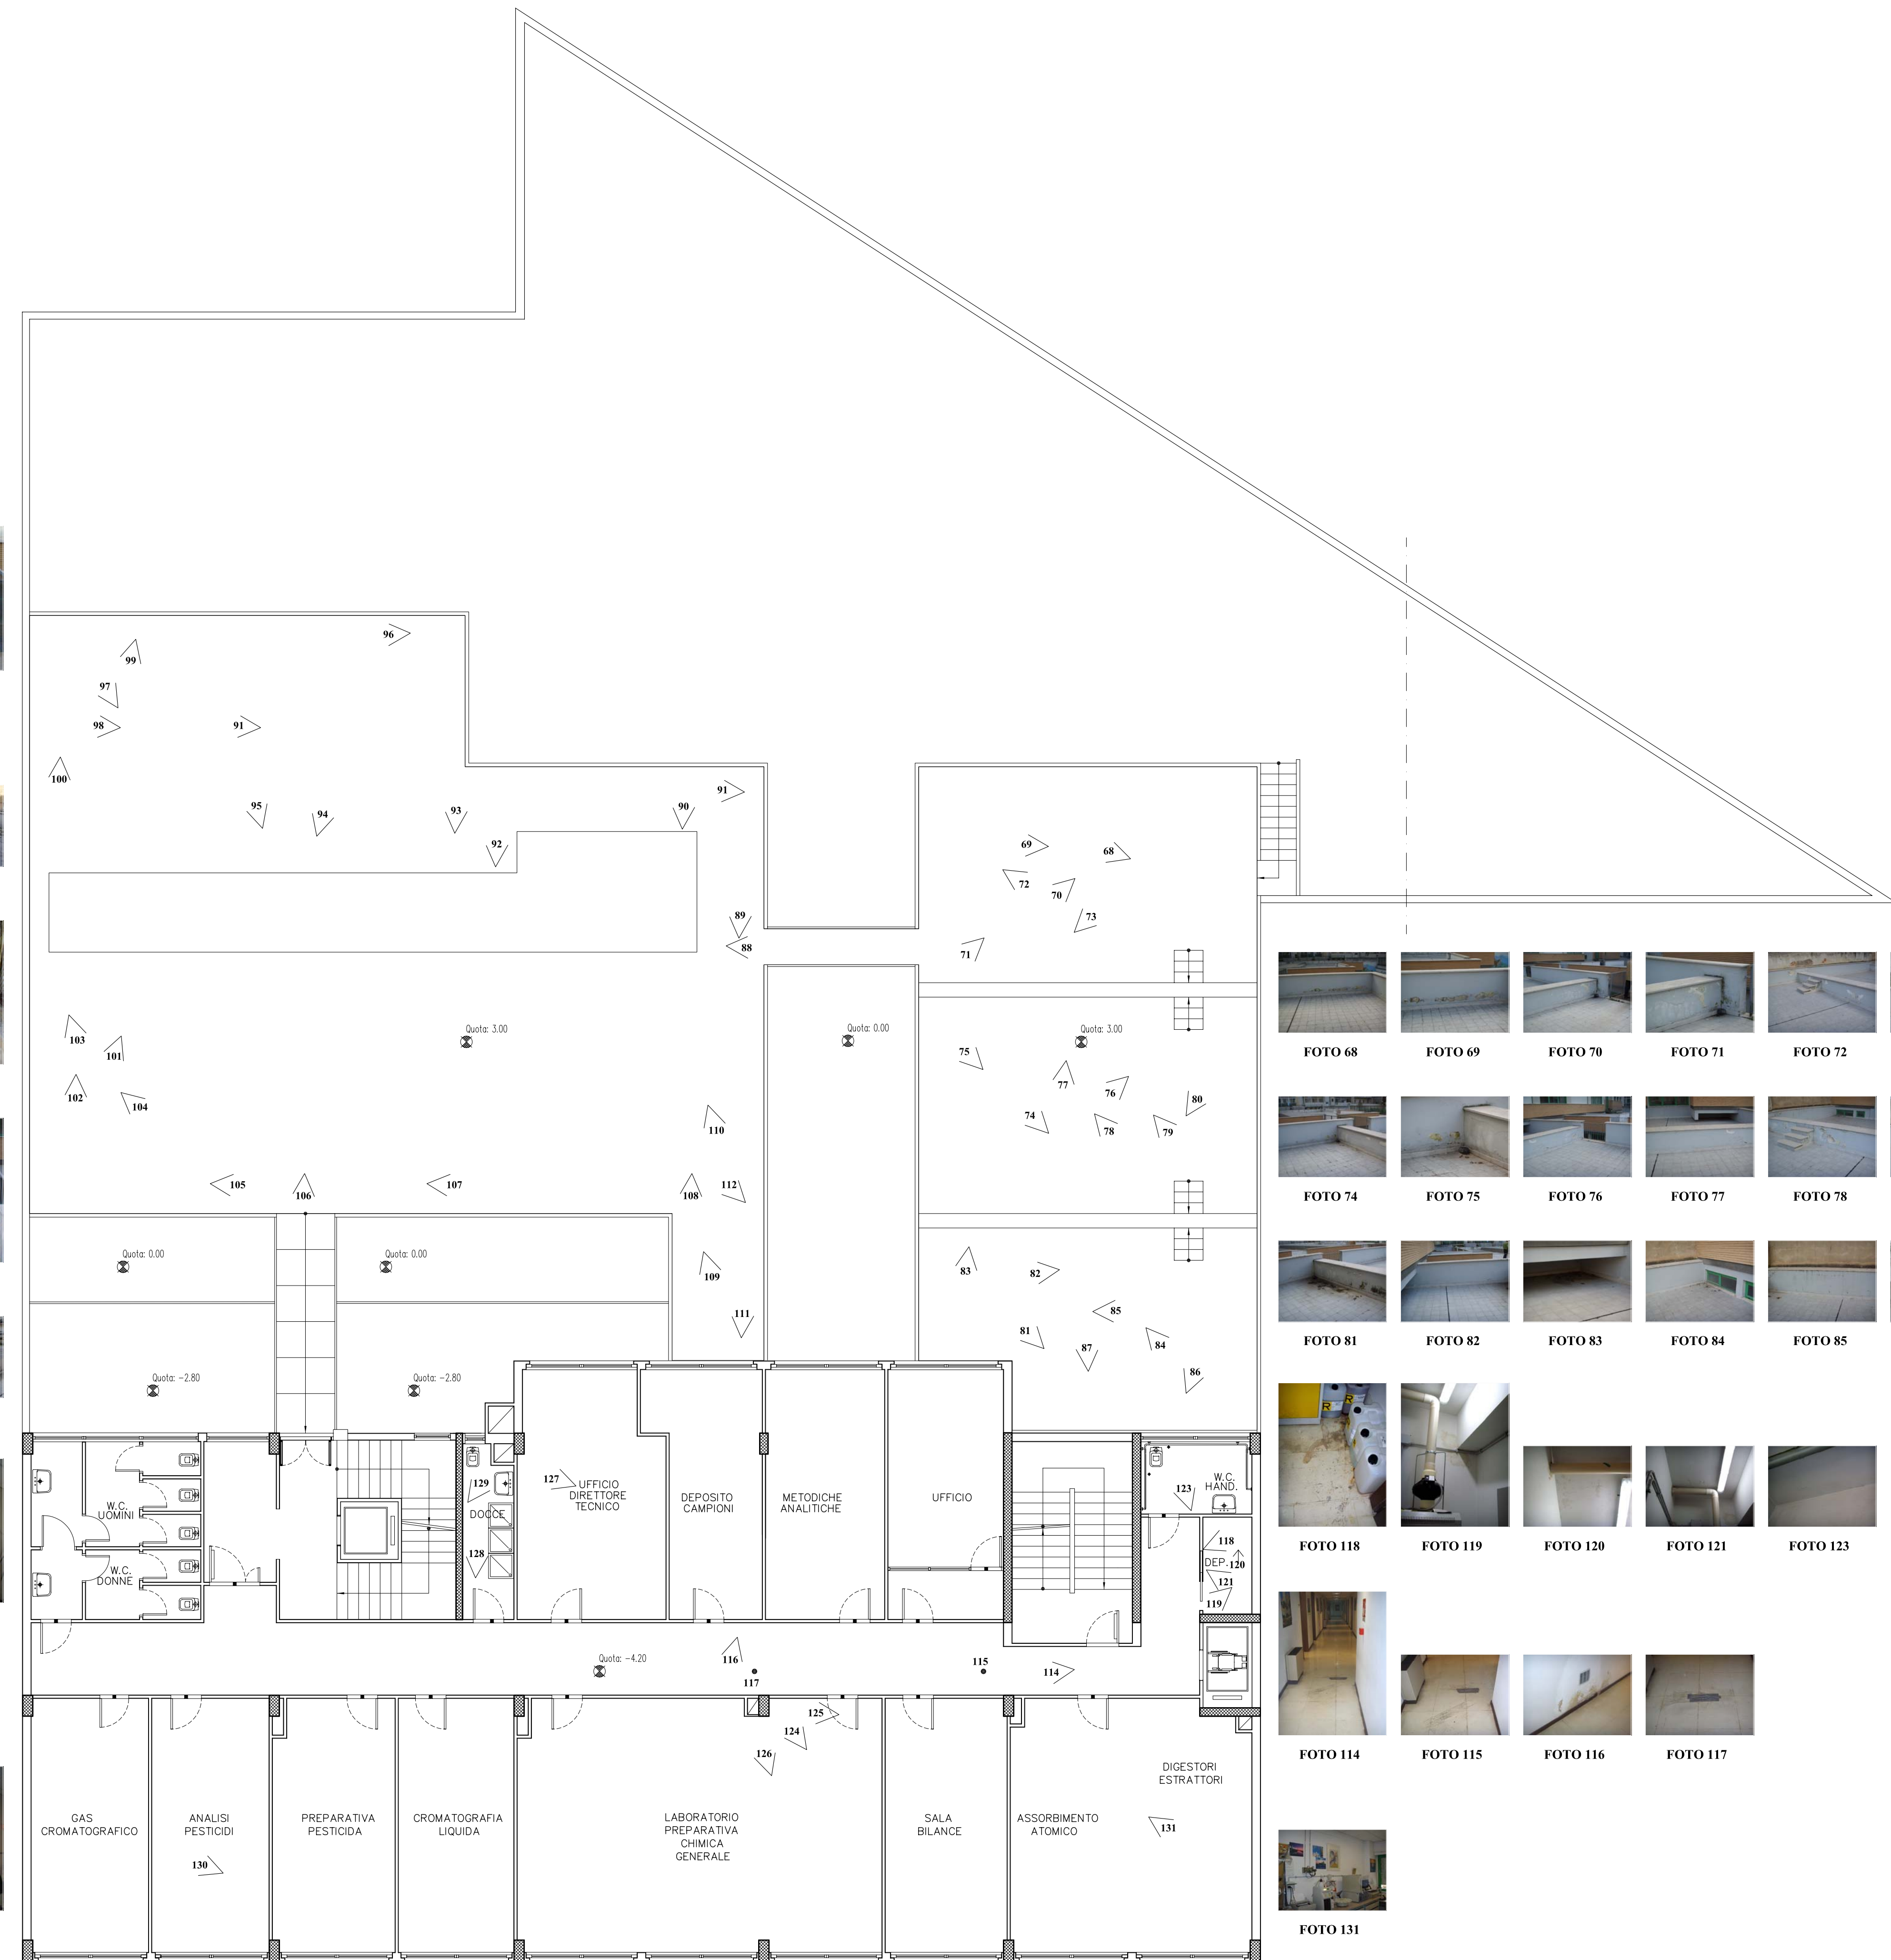 96
99
97
98
91
100
91
95
94
93
90
92
69
68
72
70
73
89
88
71
103
101
102
104
Quota: 3.00
Quota: 0.00
Quota: 3.00
75
77
76
80
74
78
79
110
105
106
107
108
112
Quota: 0.00
Quota: 0.00
109
111
83
82
85
81
87
84
86
Quota: -2.80
Quota: -2.80
FOTO 68
FOTO 69
FOTO 70
FOTO 71
FOTO 72
FOTO 74
FOTO 75
FOTO 76
FOTO 77
FOTO 78
FOTO 81
FOTO 82
FOTO 83
FOTO 84
FOTO 85
FOTO 118
FOTO 119
FOTO 120
FOTO 121
FOTO 123
FOTO 114
FOTO 115
FOTO 116
FOTO 117
FOTO 131
W.C.
UOMINI
W.C.
DONNE
129
DOCCE
128
127
UFFICIO
DIRETTORE
TECNICO
DEPOSITO
CAMPIONI
METODICHE
ANALITICHE
UFFICIO
W.C.
HAND.
123
118
DEP.
120
121
119
Quota: -4.20
116
117
115
114
125
124
126
GAS
CROMATOGRAFICO
ANALISI
PESTICIDI
130
PREPARATIVA
PESTICIDA
CROMATOGRAFIA
LIQUIDA
LABORATORIO
PREPARATIVA
CHIMICA
GENERALE
SALA
BILANCE
ASSORBIMENTO
ATOMICO
DIGESTORI
ESTRATTORI
131